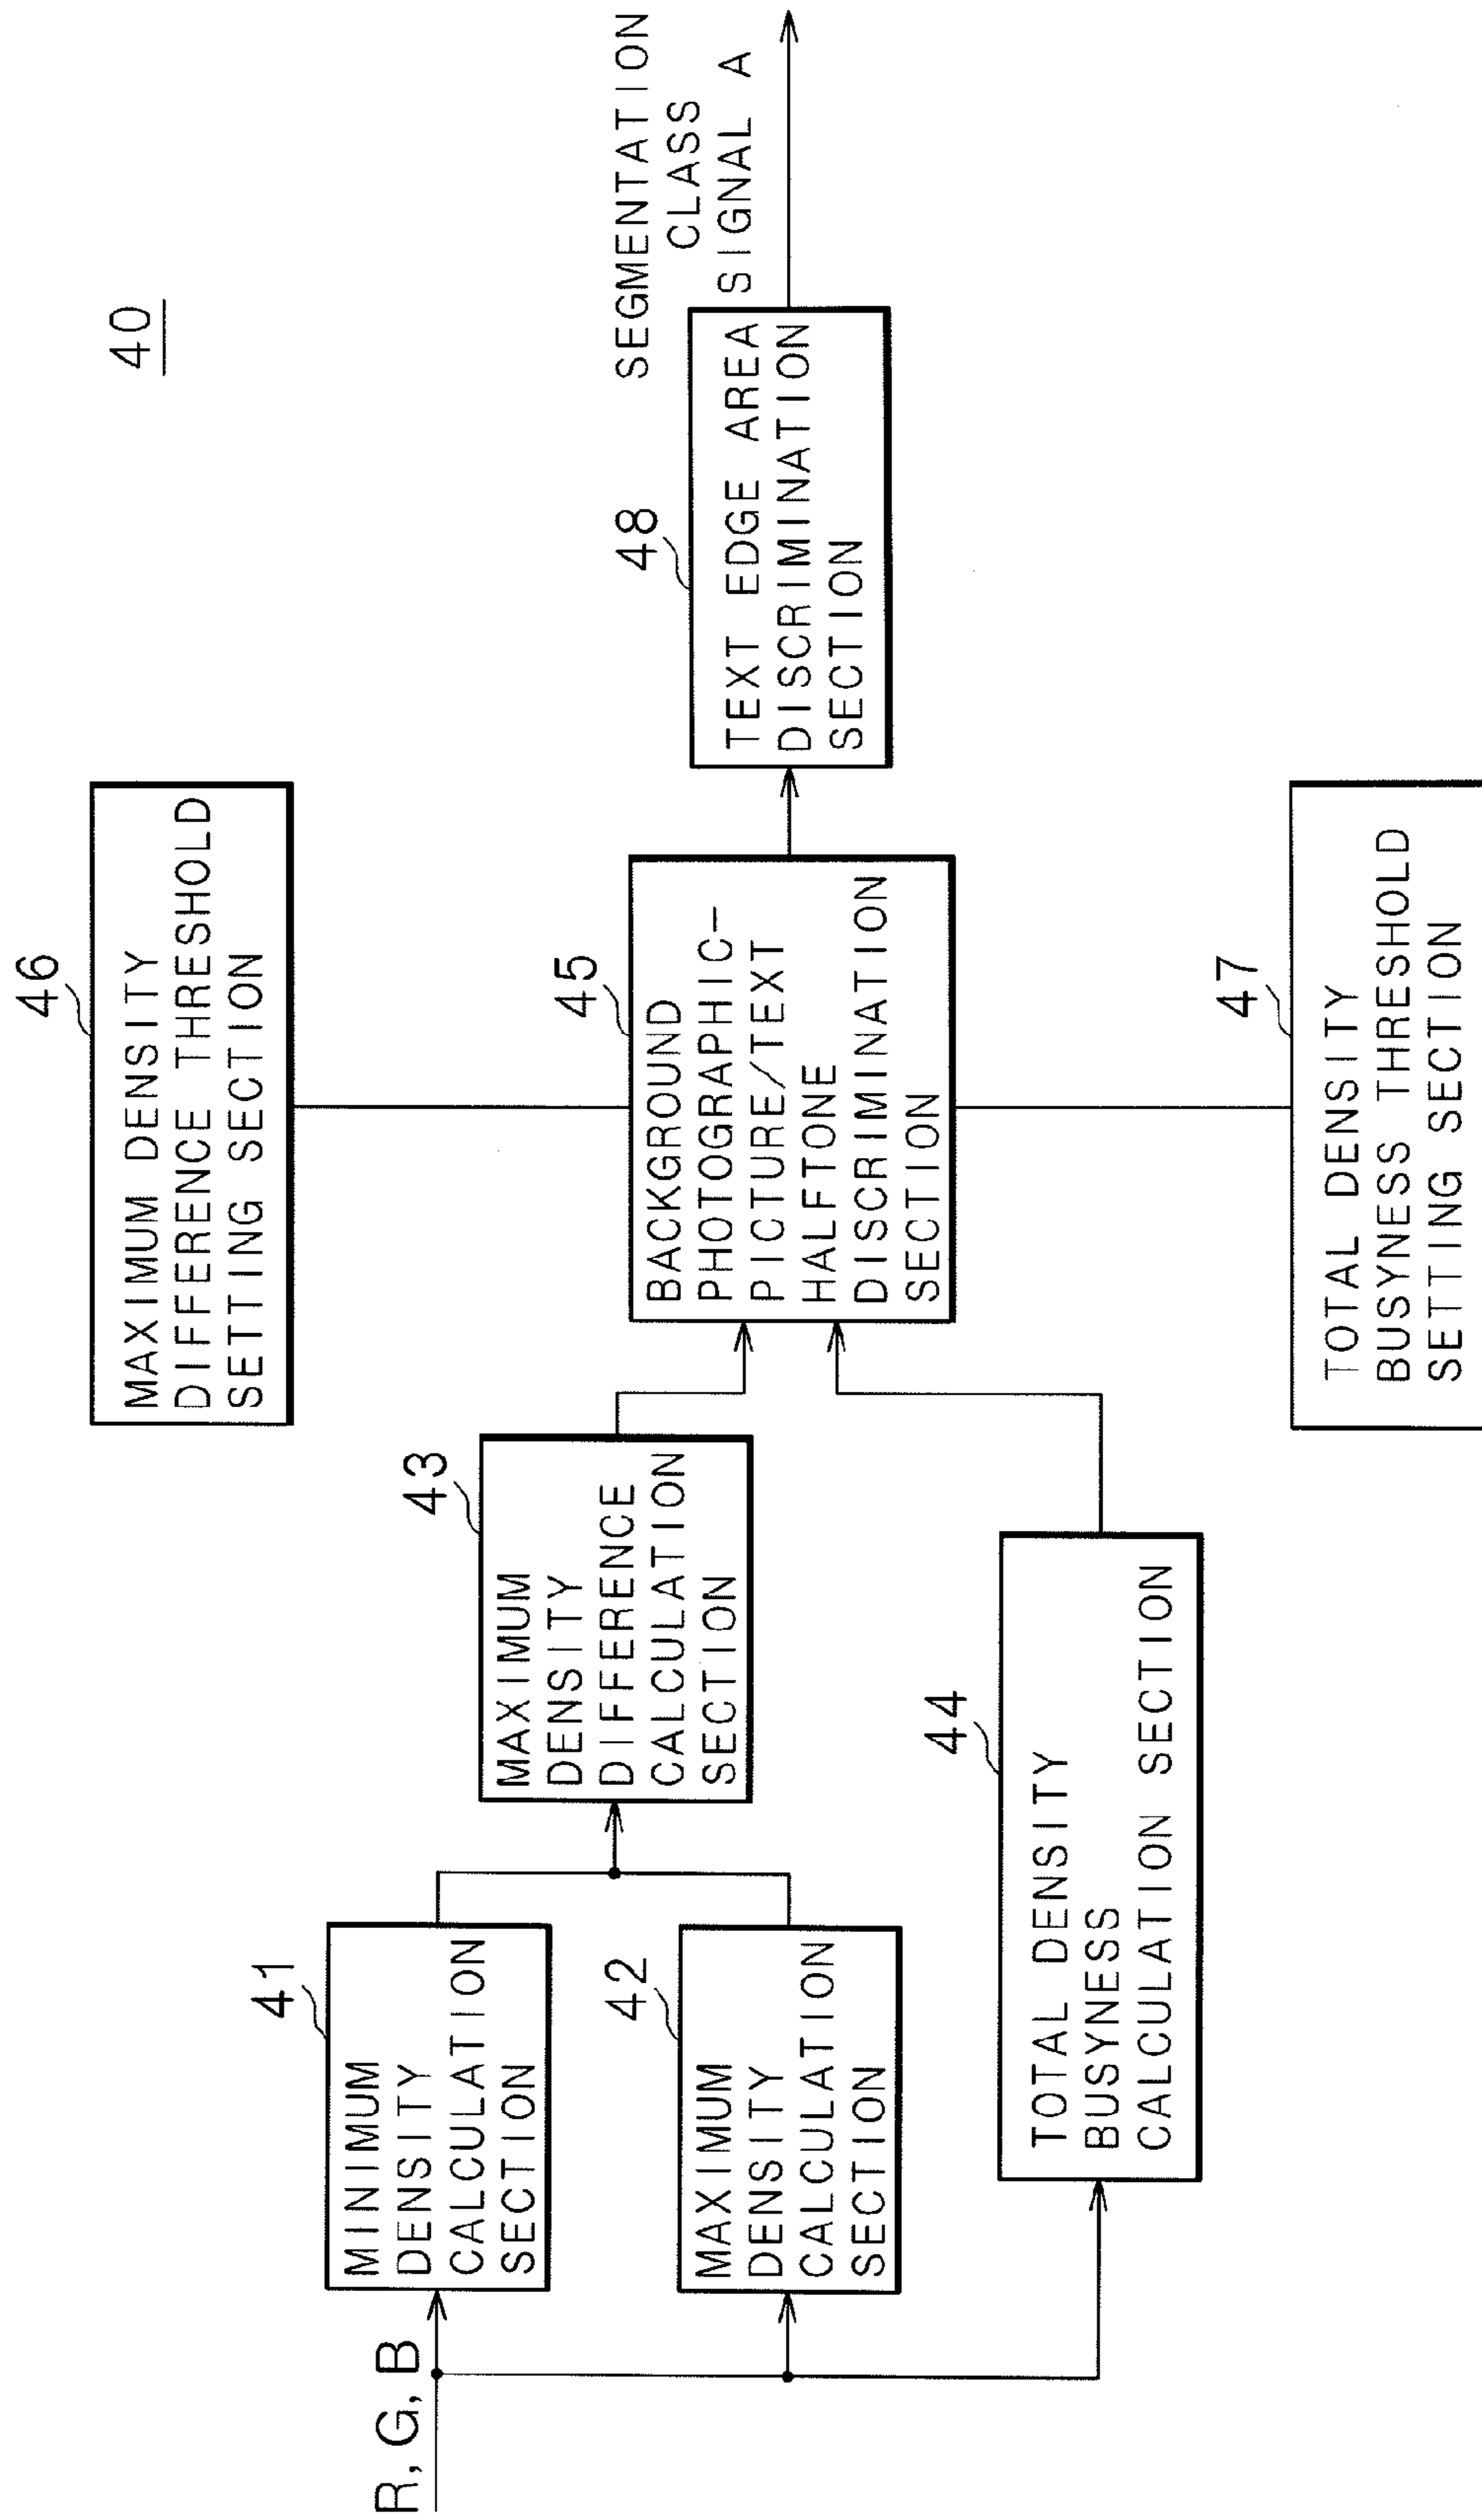 40
R, G, B
41
MINIMUM
DENSITY
CALCULATION
SECTION
42
MAXIMUM
DENSITY
CALCULATION
SECTION
43
MAXIMUM
DENSITY
DIFFERENCE
CALCULATION
SECTION
44
TOTAL DENSITY
BUSYNESS
CALCULATION SECTION
46
MAXIMUM DENSITY
DIFFERENCE THRESHOLD
SETTING SECTION
45
BACKGROUND
PHOTOGRAPHIC-
PICTURE/TEXT
HALFTONE
DISCRIMINATION
SECTION
47
TOTAL DENSITY
BUSYNESS THRESHOLD
SETTING SECTION
48
TEXT EDGE AREA
DISCRIMINATION
SECTION
SEGMENTATION
CLASS
SIGNAL A